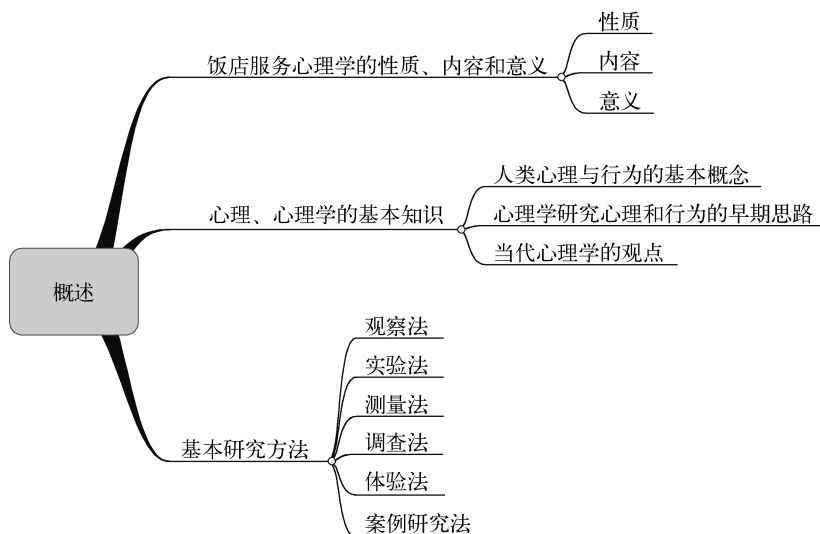 概述
饭店服务心理学的性质、内容和意义
性质
内容
意义
心理、心理学的基本知识
人类心理与行为的基本概念
心理学研究心理和行为的早期思路
当代心理学的观点
基本研究方法
观察法
实验法
测量法
调查法
体验法
案例研究法